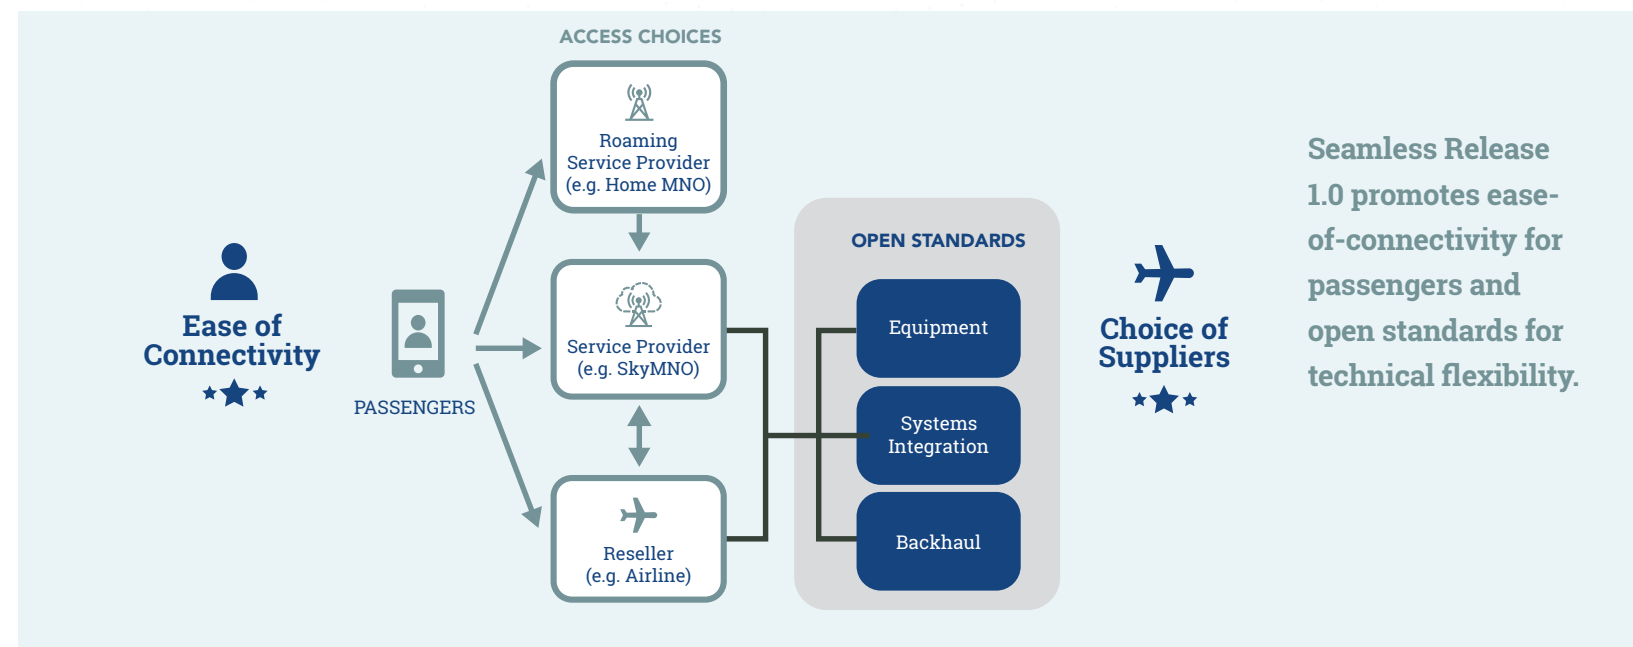 ACCESS CHOICES
Roaming
Service Provider
(e.g. Home MNO)
Service Provider
(e.g. SkyMNO)
Reseller
(e.g. Airline)
Ease of
Connectivity
PASSENGERS
OPEN STANDARDS
Equipment
Systems
Integration
Backhaul
Choice of
Suppliers
Seamless Release
1.0 promotes ease-
of-connectivity for
passengers and
open standards for
technical flexibility.